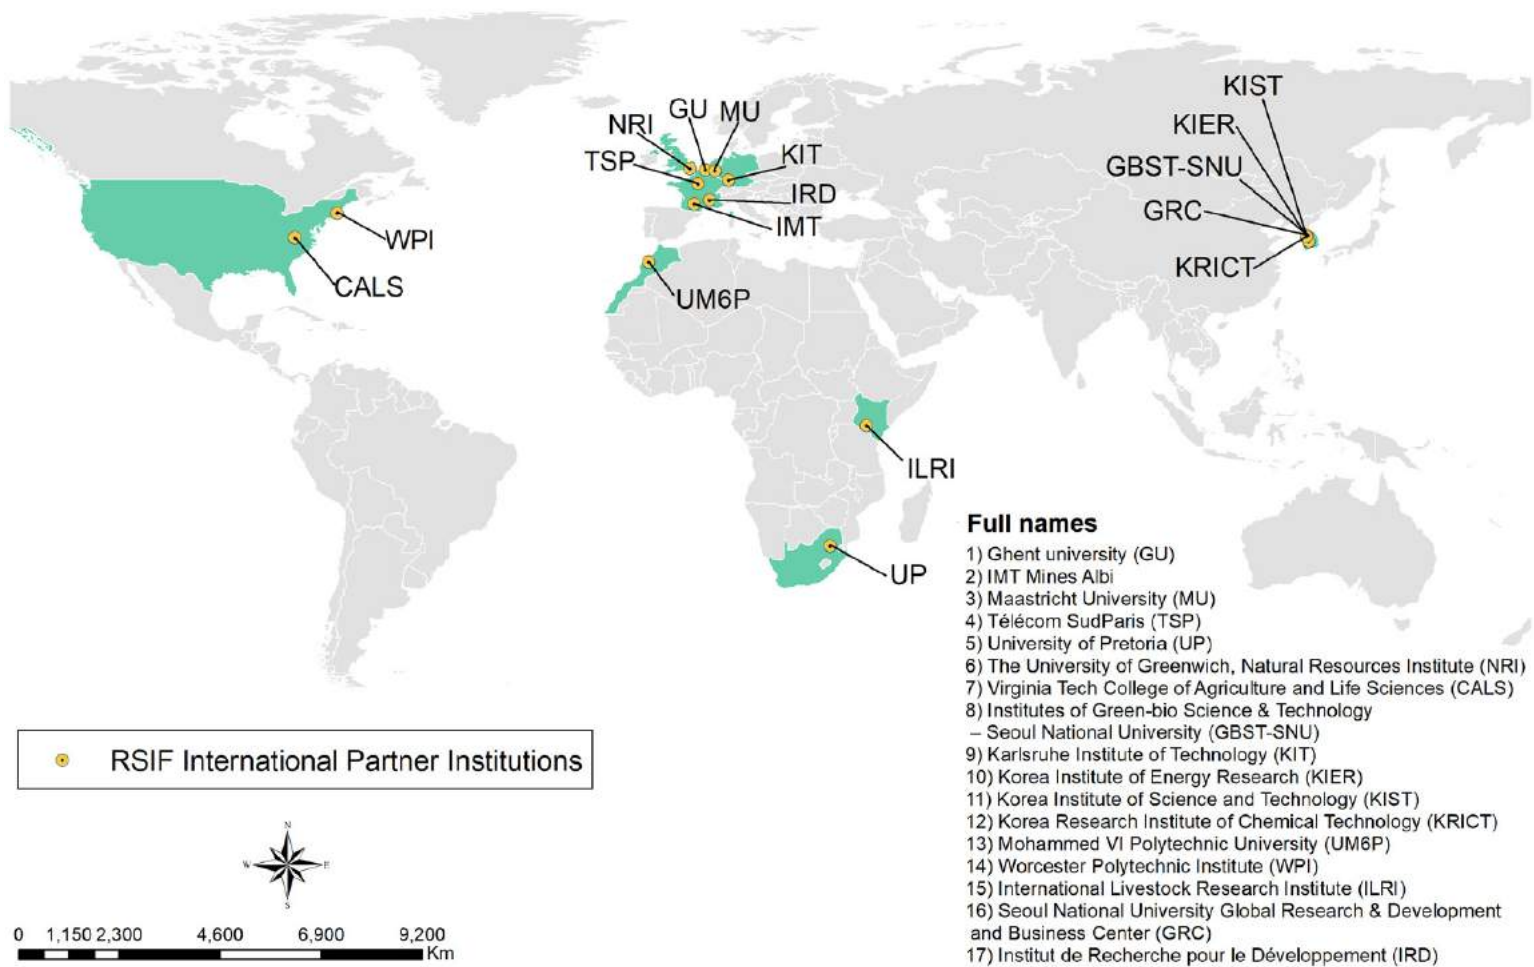 KIST
GU MU
KIER
NRI
KIT
TSP
GBST-SNU
IRD
GRC
IMT
WPI
KRICT
CALS
UM6P
ILRI
UP
Full names
1) Ghent university (GU)
2) IMT Mines Albi
3) Maastricht University (MU)
4) Télécom SudParis (TSP)
5) University of Pretoria (UP)
6) The University of Greenwich, Natural Resources Institute (NRI)
7) Virginia Tech College of Agriculture and Life Sciences (CALS)
8) Institutes of Green-bio Science & Technology
– Seoul National University (GBST-SNU)
9) Karlsruhe Institute of Technology (KIT)
10) Korea Institute of Energy Research (KIER)
11) Korea Institute of Science and Technology (KIST)
12) Korea Research Institute of Chemical Technology (KRICT)
13) Mohammed VI Polytechnic University (UM6P)
14) Worcester Polytechnic Institute (WPI)
15) International Livestock Research Institute (ILRI)
16) Seoul National University Global Research & Development
and Business Center (GRC)
17) Institut de Recherche pour le Développement (IRD)
RSIF International Partner Institutions
N
W E
S
0 1,150 2,300 4,600 6,900 9,200
Km